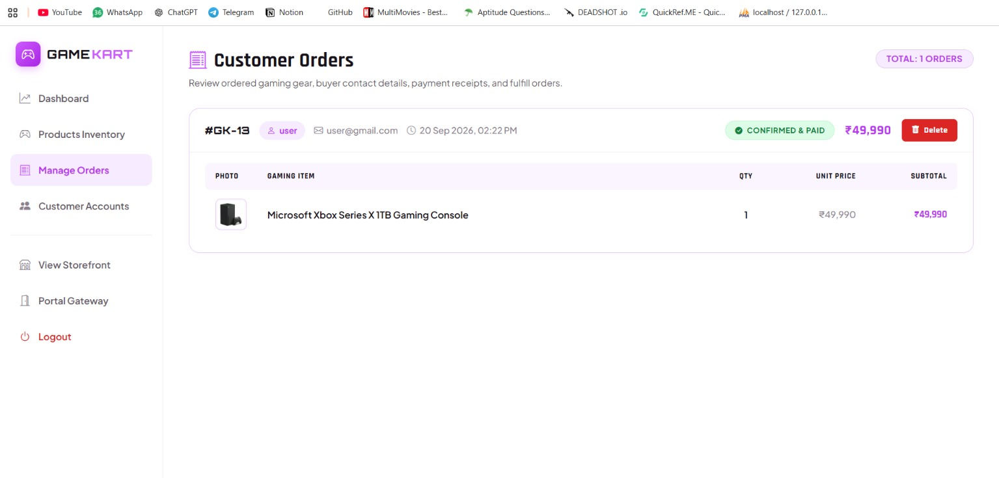 YouTube 36 WhatsApp ChatGPT Telegram Notion GitHub MultiMovies - Best... Aptitude Questions... DEADSHOT .io QuickRef.ME - Quic... PMA localhost / 127.0.0.1...
GAMEKART
Dashboard
Products Inventory
Manage Orders
Customer Accounts
View Storefront
Portal Gateway
Logout
Customer Orders
TOTAL: 1 ORDERS
Review ordered gaming gear, buyer contact details, payment receipts, and fulfill orders.
#GK-13 user user@gmail.com 20 Sep 2026, 02:22 PM CONFIRMED & PAID ₹49,990 Delete
PHOTO GAMING ITEM QTY UNIT PRICE SUBTOTAL
Microsoft Xbox Series X 1TB Gaming Console 1 ₹49,990 ₹49,990